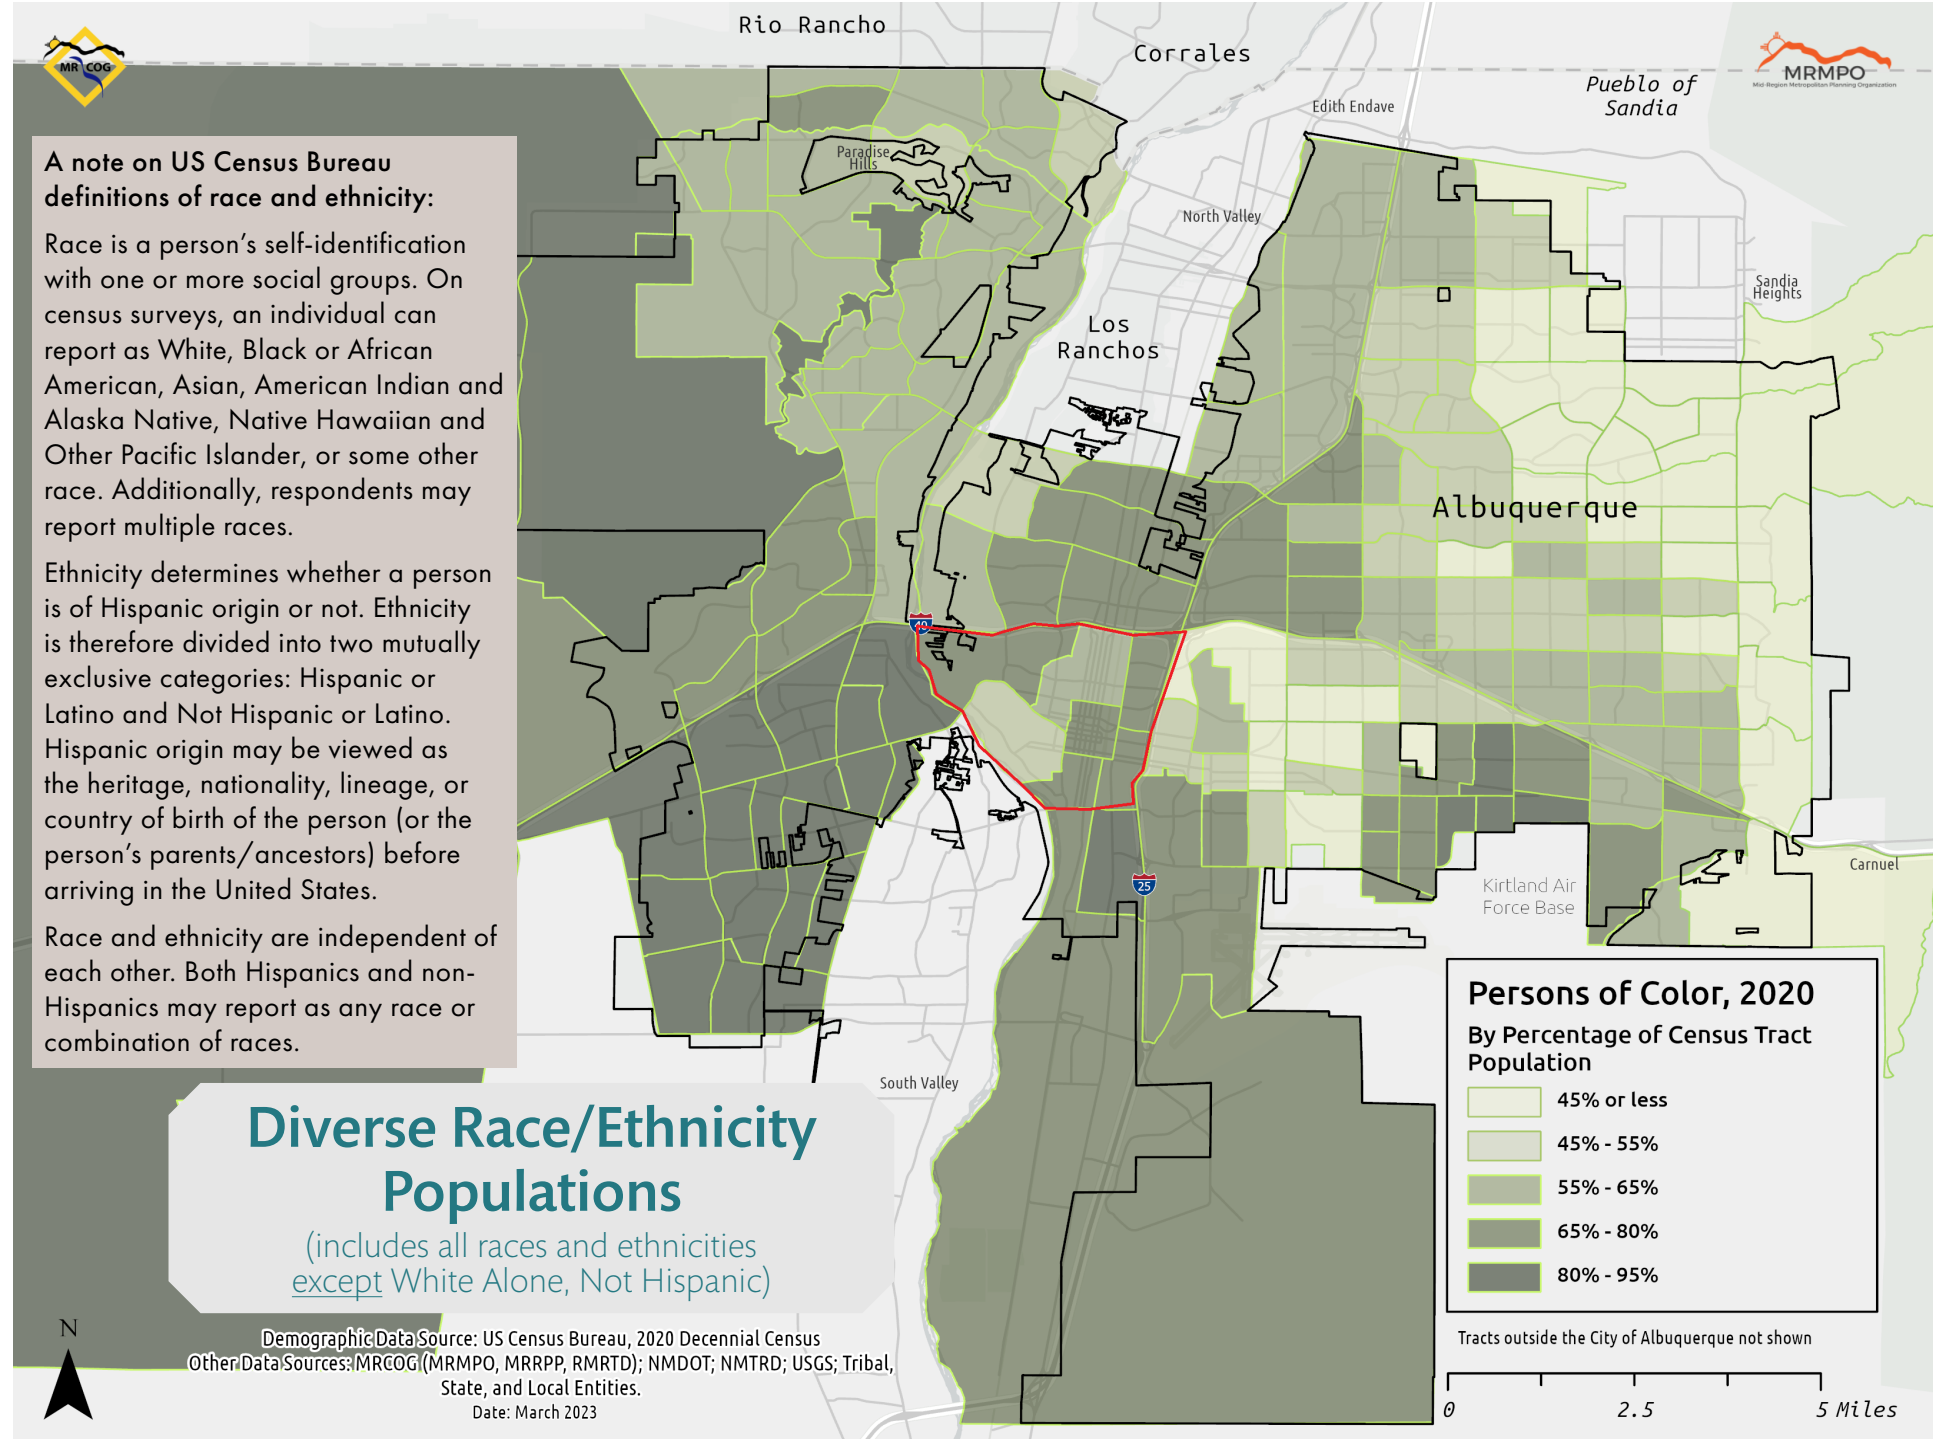 Rio Rancho
Corrales
MR COG
MRMPO
Mid-Region Metropolitan Planning Organization
Pueblo of
Sandia
Edith Endave
A note on US Census Bureau
definitions of race and ethnicity:
Race is a person's self-identification
with one or more social groups. On
census surveys, an individual can
report as White, Black or African
American, Asian, American Indian and
Alaska Native, Native Hawaiian and
Other Pacific Islander, or some other
race. Additionally, respondents may
report multiple races.
Ethnicity determines whether a person
is of Hispanic origin or not. Ethnicity
is therefore divided into two mutually
exclusive categories: Hispanic or
Latino and Not Hispanic or Latino.
Hispanic origin may be viewed as
the heritage, nationality, lineage, or
country of birth of the person (or the
person's parents/ancestors) before
arriving in the United States.
Race and ethnicity are independent of
each other. Both Hispanics and non-
Hispanics may report as any race or
combination of races.
Paradise
Hills
North Valley
Sandia
Heights
Los
Ranchos
Albuquerque
40
Carnuel
25
Kirtland Air
Force Base
South Valley
Persons of Color, 2020
By Percentage of Census Tract
Population
45% or less
45% - 55%
55% - 65%
65% - 80%
80% - 95%
Tracts outside the City of Albuquerque not shown
0 2.5 5 Miles
Diverse Race/Ethnicity
Populations
(includes all races and ethnicities
except White Alone, Not Hispanic)
N
Demographic Data Source: US Census Bureau, 2020 Decennial Census
Other Data Sources: MRCOG (MRMPO, MRRPP, RMRTD); NMDOT; NMTRD; USGS; Tribal,
State, and Local Entities.
Date: March 2023